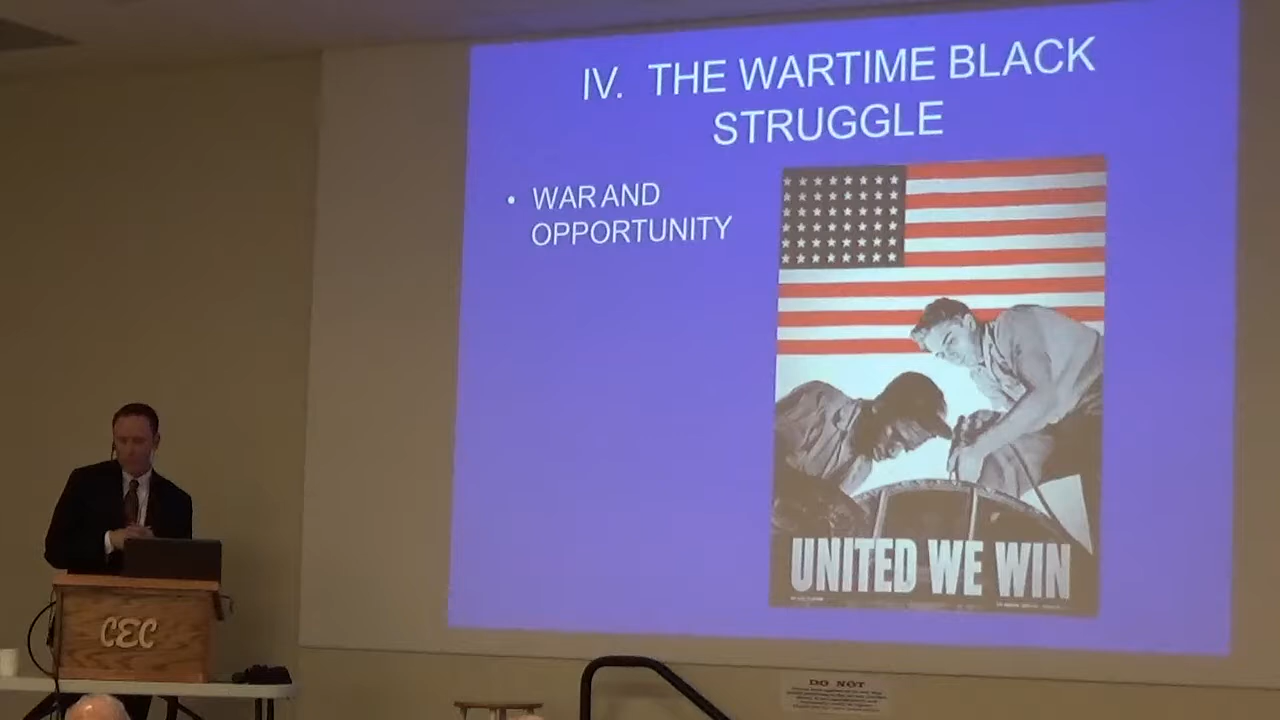 IV. THE WARTIME BLACK
STRUGGLE
• WAR AND
OPPORTUNITY
UNITED WE WIN
CEC
DO NOT